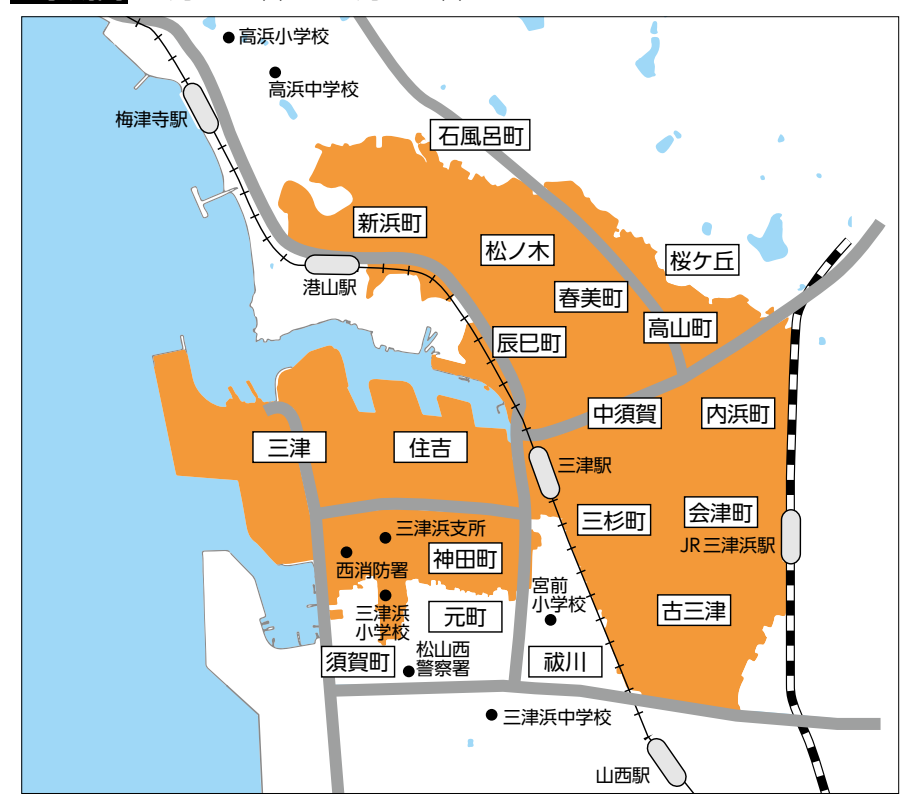 高浜小学校
高浜中学校
梅津寺駅
石風呂町
新浜町
松ノ木
桜ケ丘
港山駅
春美町
高山町
辰巳町
中須賀
内浜町
三津
住吉
三津駅
三杉町
会津町
三津浜支所
JR三津浜駅
神田町
西消防署
宮前
小学校
三津浜
小学校
元町
古三津
松山西
警察署
須賀町
祓川
三津浜中学校
山西駅